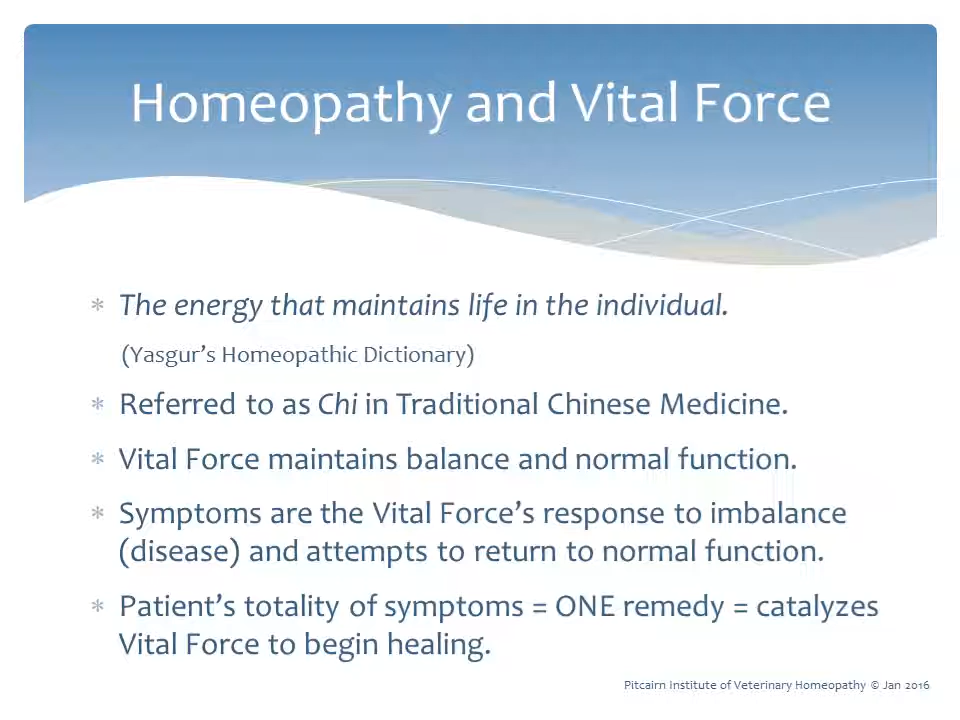 Homeopathy and Vital Force
* The energy that maintains life in the individual.
(Yasgur's Homeopathic Dictionary)
* Referred to as Chi in Traditional Chinese Medicine.
* Vital Force maintains balance and normal function.
* Symptoms are the Vital Force's response to imbalance
(disease) and attempts to return to normal function.
* Patient's totality of symptoms = ONE remedy = catalyzes
Vital Force to begin healing.
Pitcairn Institute of Veterinary Homeopathy © Jan 2016